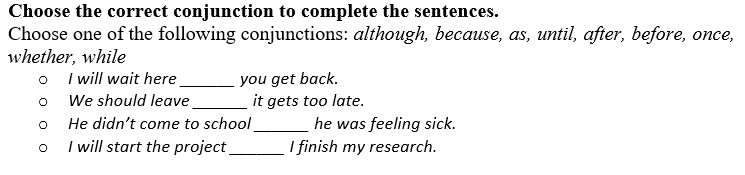 Choose the correct conjunction to complete the sentences.
Choose one of the following conjunctions: although, because, as, until, after, before, once,
whether, while
o I will wait here ______ you get back.
o We should leave ______ it gets too late.
o He didn’t come to school ______ he was feeling sick.
o I will start the project ______ I finish my research.